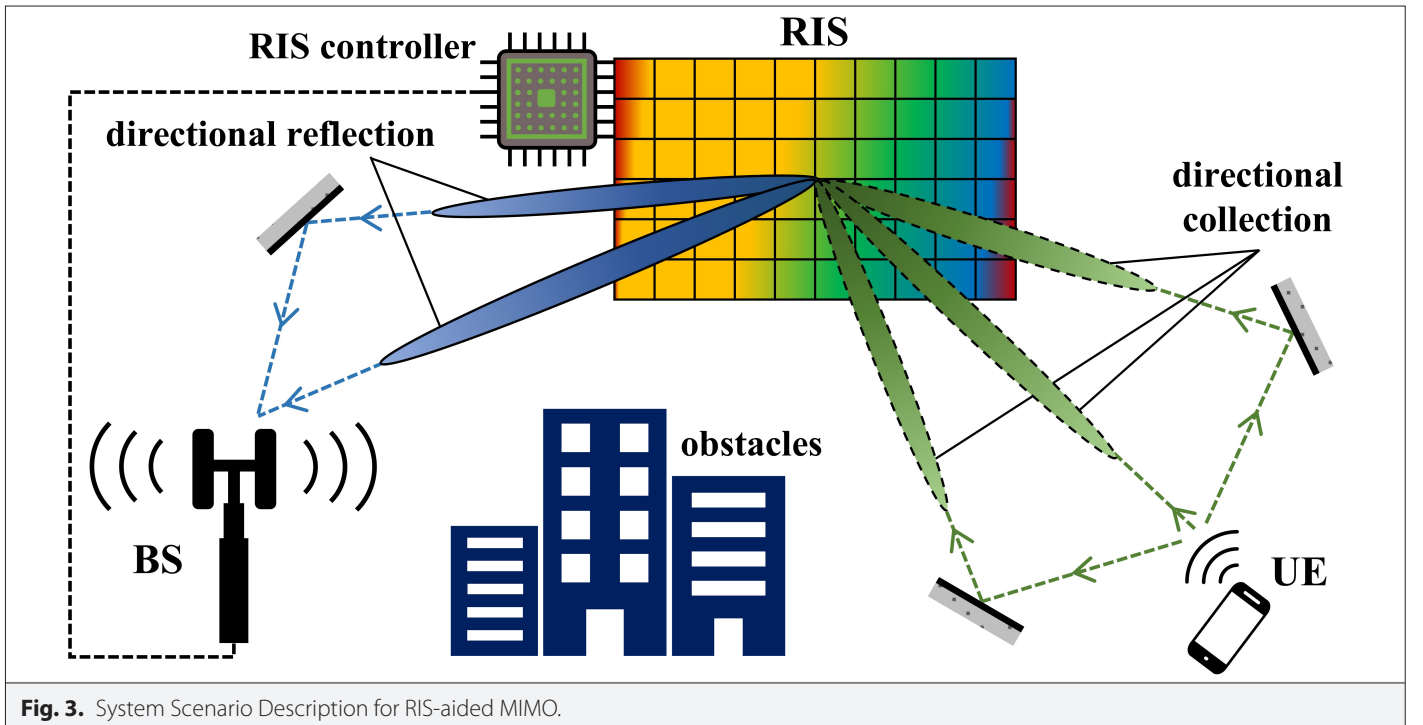 RIS controller
RIS
directional reflection
directional
collection
obstacles
BS
UE
Fig. 3. System Scenario Description for RIS-aided MIMO.